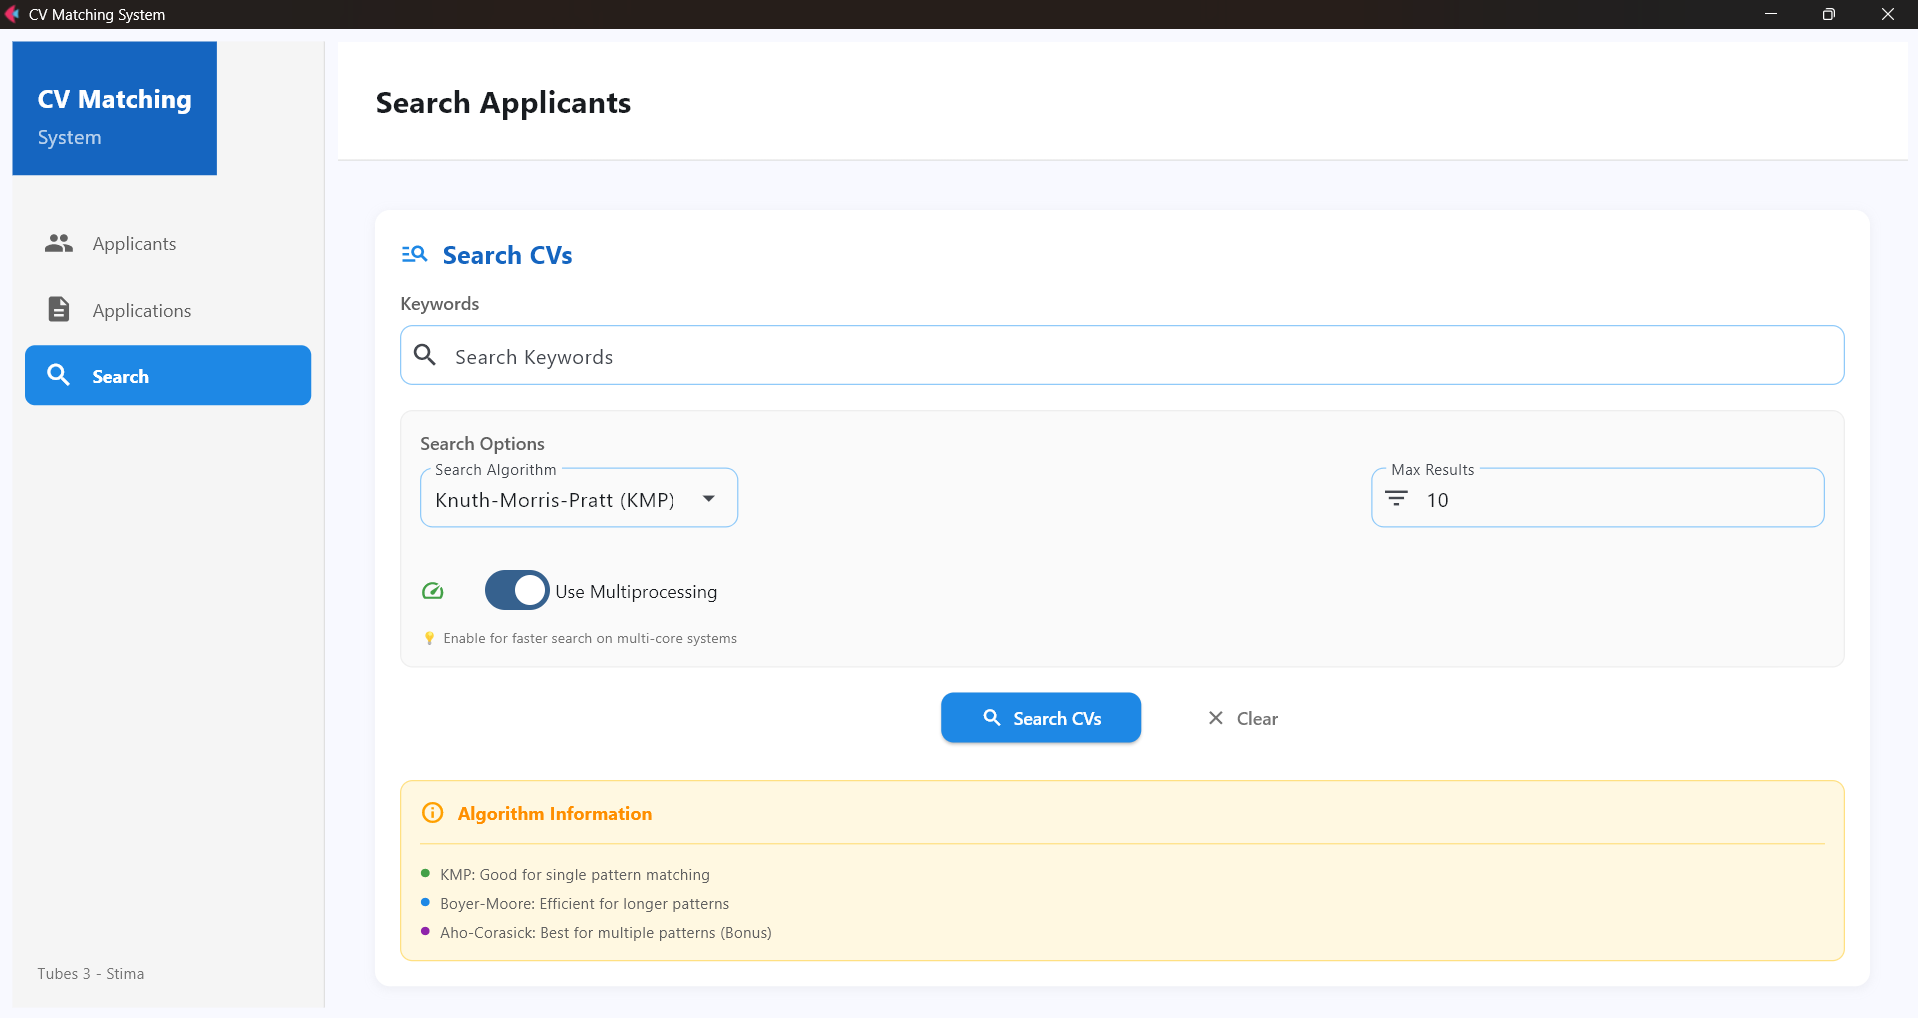 CV Matching System
CV Matching
System
Applicants
Applications
Search
Tubes 3 - Stima
Search Applicants
Search CVs
Keywords
Search Keywords
Search Options
Search Algorithm
Knuth-Morris-Pratt (KMP)
Max Results
10
Use Multiprocessing
Enable for faster search on multi-core systems
Search CVs
Clear
Algorithm Information
KMP: Good for single pattern matching
Boyer-Moore: Efficient for longer patterns
Aho-Corasick: Best for multiple patterns (Bonus)